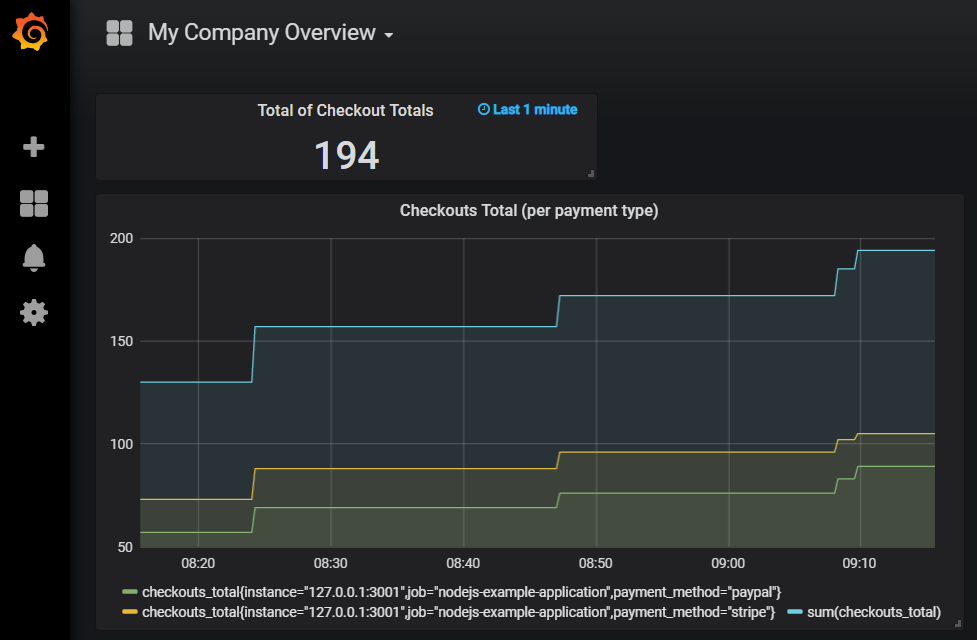 My Company Overview
Total of Checkout Totals
Last 1 minute
194
Checkouts Total (per payment type)
200
150
100
50
08:20 08:30 08:40 08:50 09:00 09:10
checkouts_total{instance="127.0.0.1:3001",job="nodejs-example-application",payment_method="paypal"}
checkouts_total{instance="127.0.0.1:3001",job="nodejs-example-application",payment_method="stripe"} sum(checkouts_total)